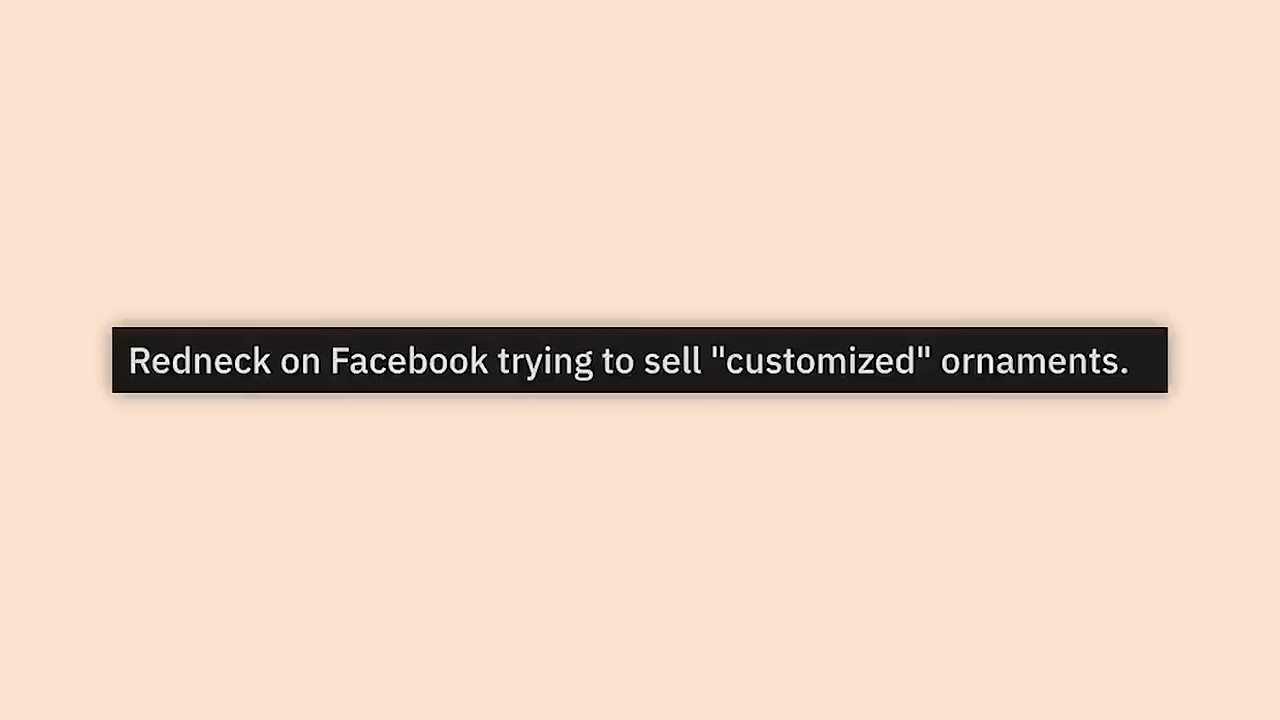 Redneck on Facebook trying to sell "customized" ornaments.